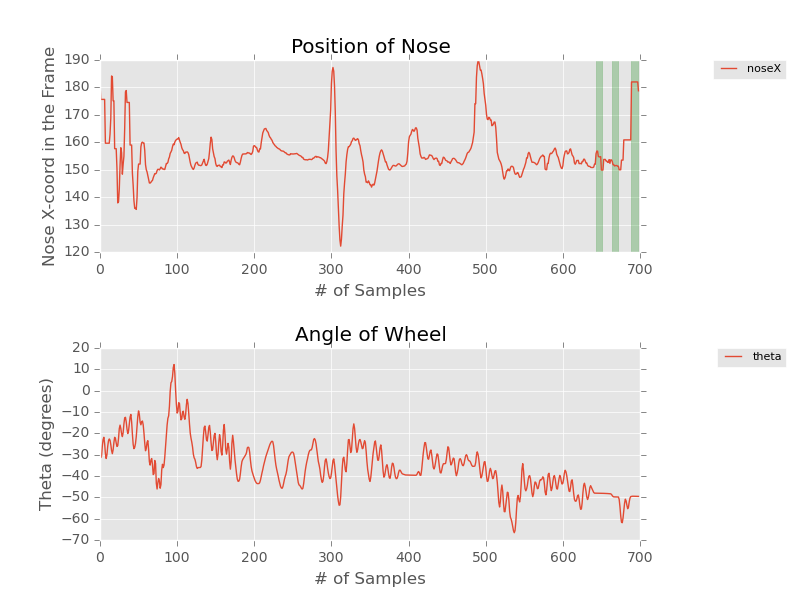 Position of Nose
190
180
170
160
150
140
130
120
Nose X-coord in the Frame
0 100 200 300 400 500 600 700
# of Samples
noseX
Angle of Wheel
20
10
0
−10
−20
−30
−40
−50
−60
−70
Theta (degrees)
0 100 200 300 400 500 600 700
# of Samples
theta